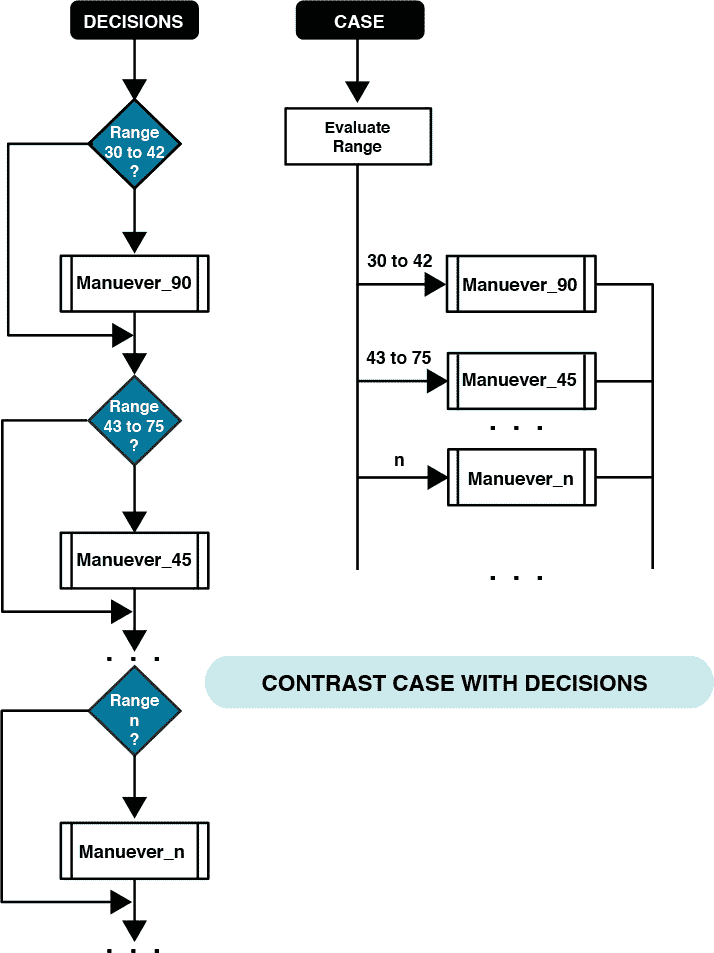 DECISIONS
Range
30 to 42
?
Manuever_90
Range
43 to 75
?
Manuever_45
. . .
Range
n
?
Manuever_n
. . .
CASE
Evaluate
Range
30 to 42
Manuever_90
43 to 75
Manuever_45
. . .
n
Manuever_n
. . .
CONTRAST CASE WITH DECISIONS